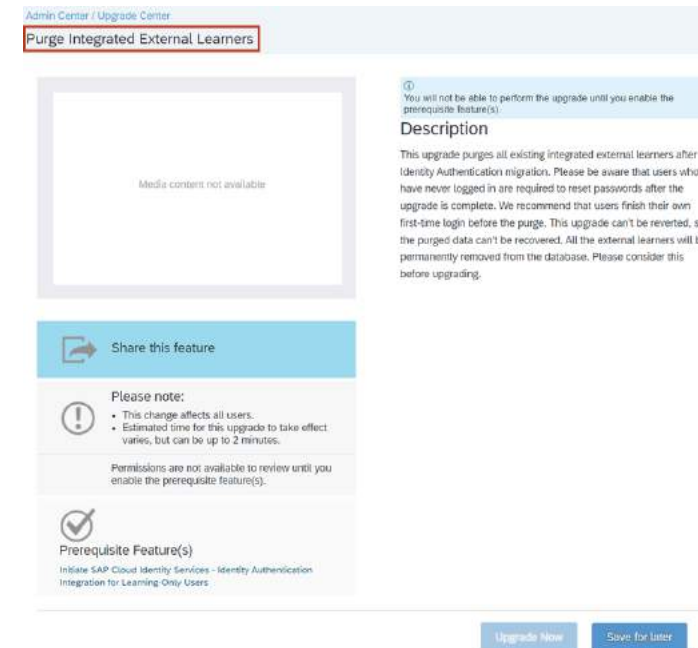 Admin Center / Upgrade Center
Purge Integrated External Learners
Media content not available
You will not be able to perform the upgrade until you enable the
prerequisite feature(s)
Description
This upgrade purges all existing integrated external learners after
Identity Authentication migration. Please be aware that users who
have never logged in are required to reset passwords after the
upgrade is complete. We recommend that users finish their own
first-time login before the purge. This upgrade can't be reverted, s
the purged data can't be recovered. All the external learners will b
permanently removed from the database. Please consider this
before upgrading.
Share this feature
Please note:
• This change affects all users.
• Estimated time for this upgrade to take effect
varies, but can be up to 2 minutes.
Permissions are not available to review until you
enable the prerequisite feature(s).
Prerequisite Feature(s)
Initiate SAP Cloud Identity Services - Identity Authentication
Integration for Learning-Only Users
Upgrade Now
Save for later